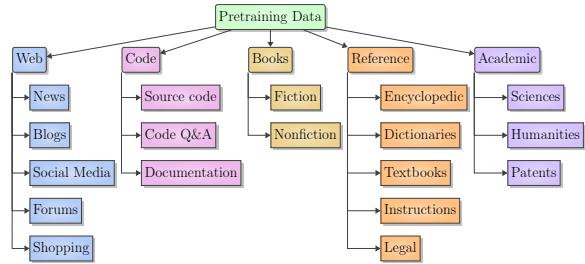 Pretraining Data
Web
News
Blogs
Social Media
Forums
Shopping
Code
Source code
Code Q&A
Documentation
Books
Fiction
Nonfiction
Reference
Encyclopedic
Dictionaries
Textbooks
Instructions
Legal
Academic
Sciences
Humanities
Patents